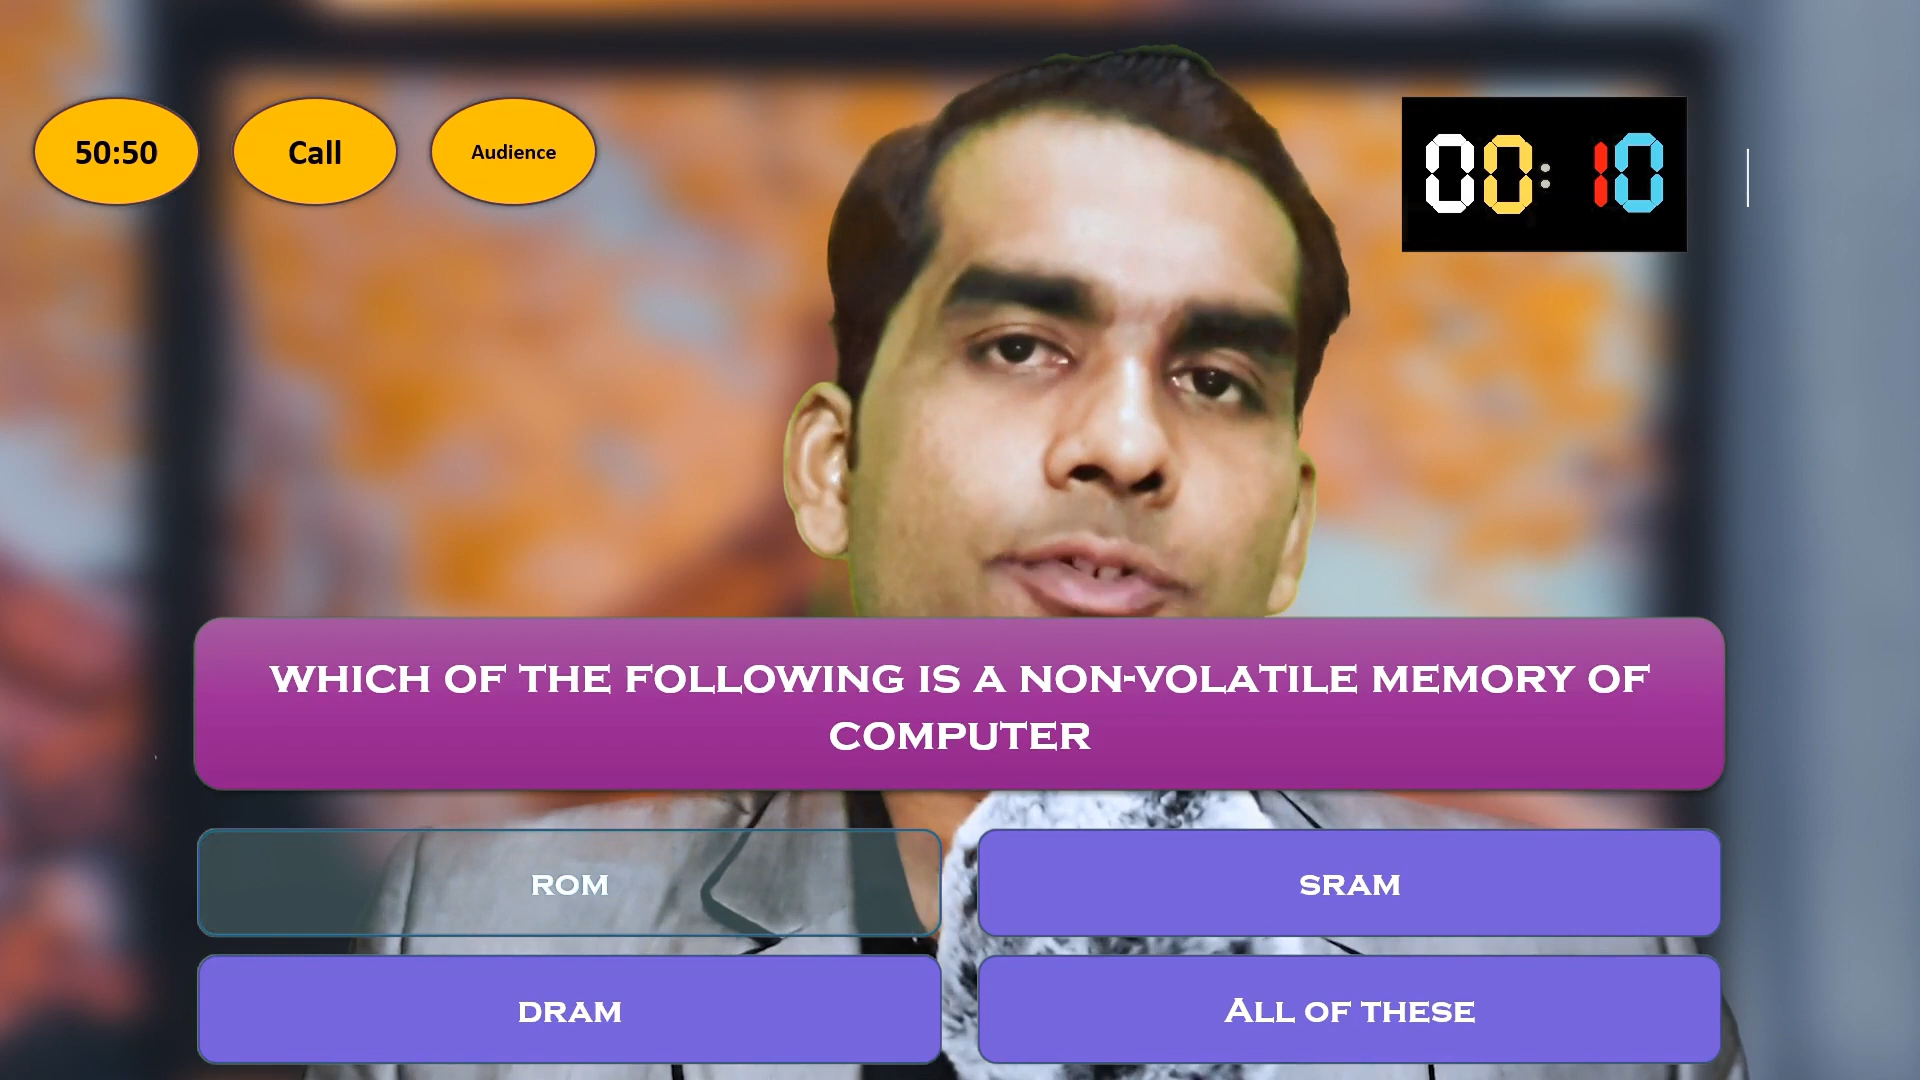 50:50 Call Audience
00:10
WHICH OF THE FOLLOWING IS A NON-VOLATILE MEMORY OF
COMPUTER
ROM
SRAM
DRAM
ALL OF THESE